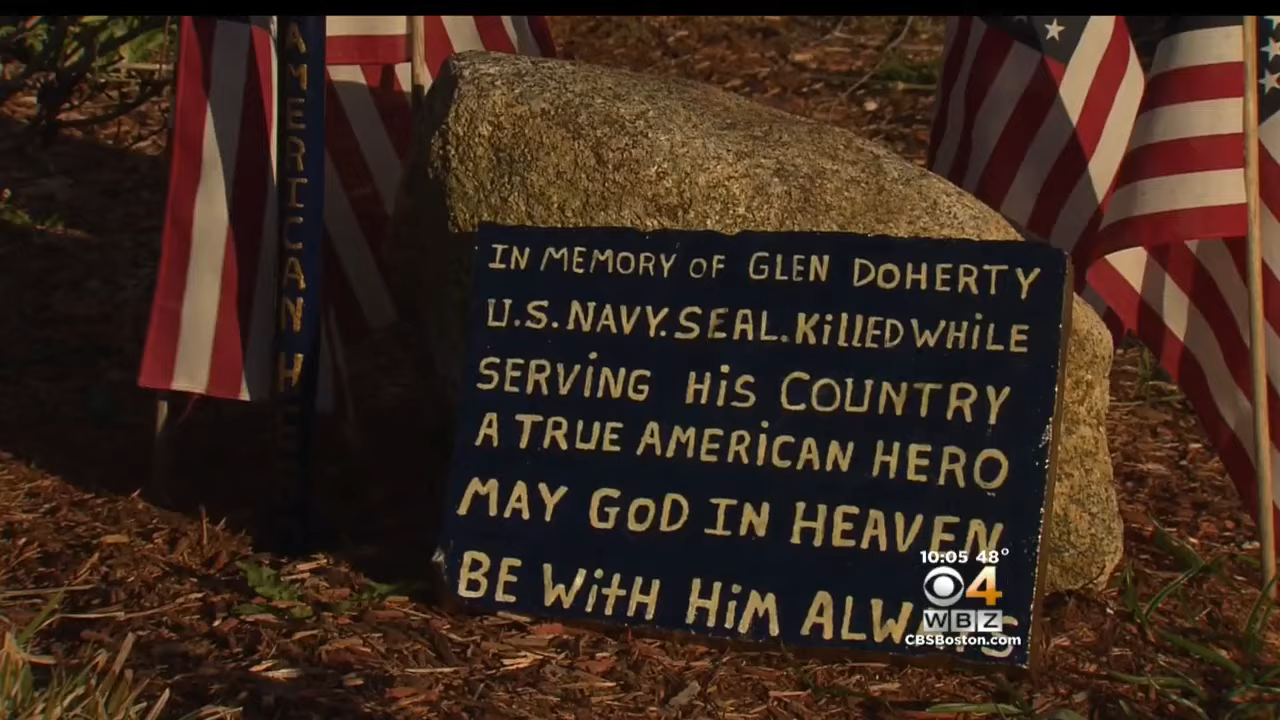 AMERICAN HERO
IN MEMORY OF GLEN DOHERTY
U.S. NAVY. SEAL. KillED WHILE
SERViNG HiS COUNTRY
A TRUE AMERiCAN HERO
MAY GOD IN HEAVEN
BE WitH HiM ALWAYS
10:05 48°
4
WBZ
CBSBoston.com